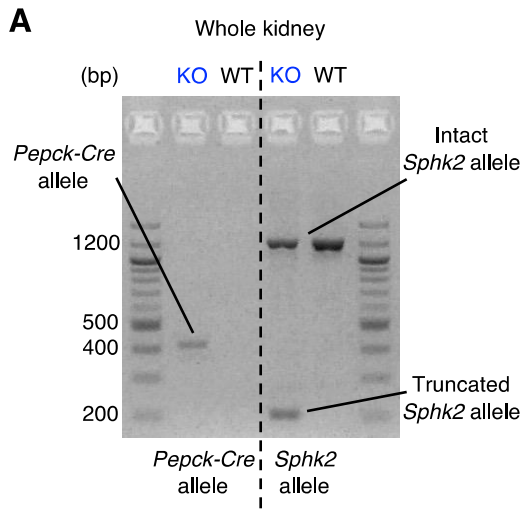 A
Whole kidney
(bp) KO WT KO WT
Pepck-Cre
allele
Intact
Sphk2 allele
1200
500
400
200
Truncated
Sphk2 allele
Pepck-Cre
allele
Sphk2
allele